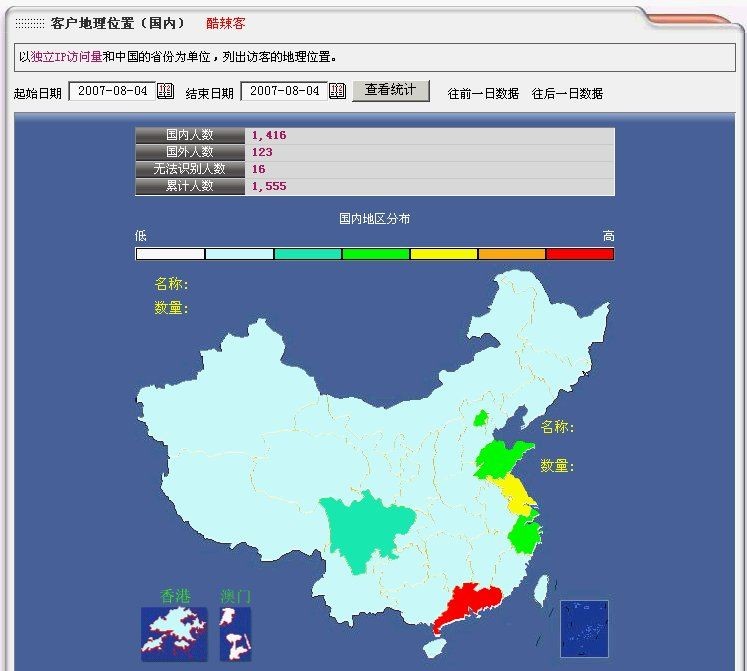 客户地理位置（国内） 酷辣客
以独立IP访问量和中国的省份为单位，列出访客的地理位置。
起始日期 2007-08-04 结束日期 2007-08-04 查看统计 往前一日数据 往后一日数据
国内人数 1,416
国外人数 123
无法识别人数 16
累计人数 1,555
国内地区分布
低 高
名称:
数量:
名称:
数量:
香港 澳门